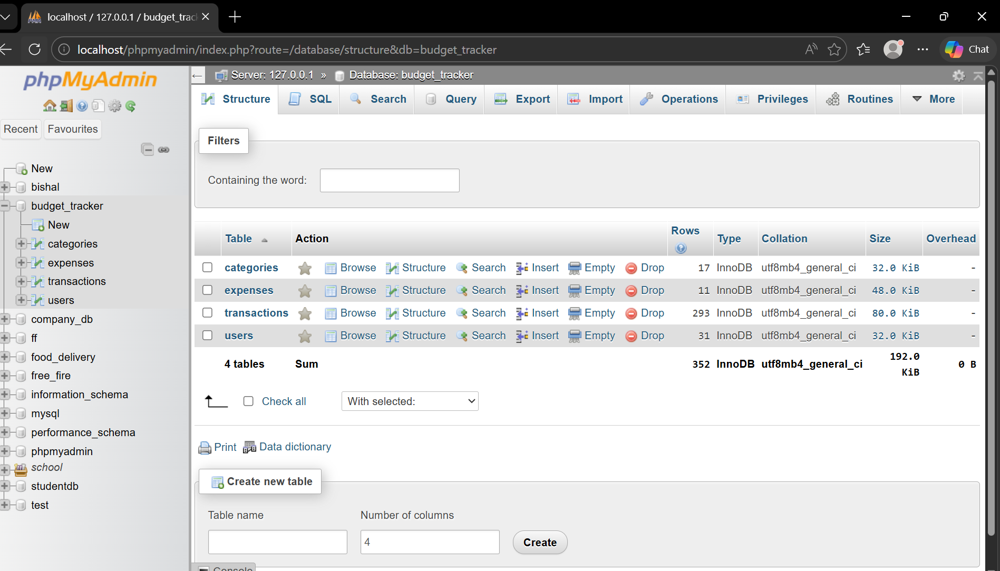 localhost / 127.0.0.1 / budget_trac
localhost/phpmyadmin/index.php?route=/database/structure&db=budget_tracker
Chat
phpMyAdmin
Recent
Favourites
New
bishal
budget_tracker
New
categories
expenses
transactions
users
company_db
ff
food_delivery
free_fire
information_schema
mysql
performance_schema
phpmyadmin
school
studentdb
test
Server: 127.0.0.1 » Database: budget_tracker
Structure SQL Search Query Export Import Operations Privileges Routines More
Filters
Containing the word:
Table Action Rows Type Collation Size Overhead
categories Browse Structure Search Insert Empty Drop 17 InnoDB utf8mb4_general_ci 32.0 KiB -
expenses Browse Structure Search Insert Empty Drop 11 InnoDB utf8mb4_general_ci 48.0 KiB -
transactions Browse Structure Search Insert Empty Drop 293 InnoDB utf8mb4_general_ci 80.0 KiB -
users Browse Structure Search Insert Empty Drop 31 InnoDB utf8mb4_general_ci 32.0 KiB -
4 tables Sum 352 InnoDB utf8mb4_general_ci 192.0 KiB 0 B
Check all
With selected:
Print
Data dictionary
Create new table
Table name
Number of columns
4
Create
Console